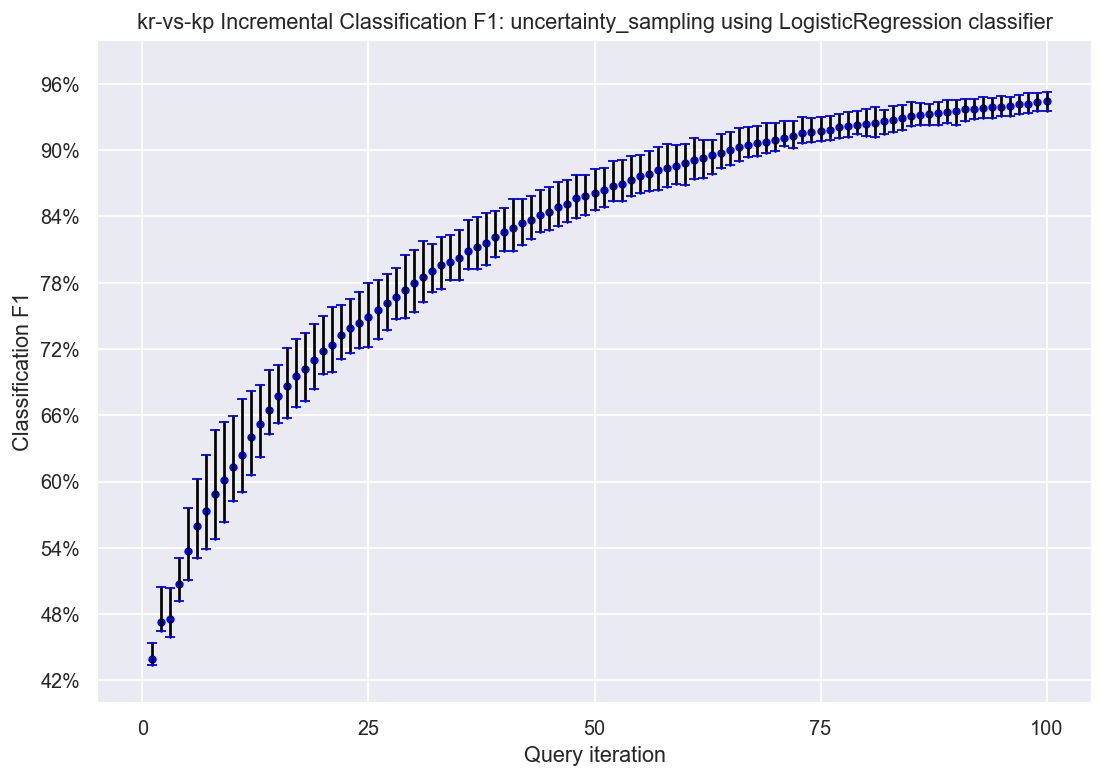 kr-vs-kp Incremental Classification F1: uncertainty_sampling using LogisticRegression classifier
96%
90%
84%
78%
72%
66%
60%
54%
48%
42%
Classification F1
0 25 50 75 100
Query iteration